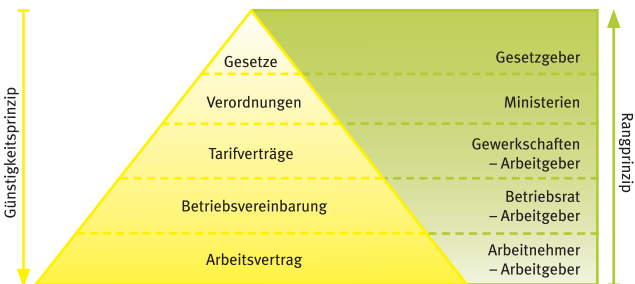 Günstigkeitsprinzip
Gesetze
Gesetzgeber
Verordnungen
Ministerien
Tarifverträge
Gewerkschaften
– Arbeitgeber
Betriebsvereinbarung
Betriebsrat
– Arbeitgeber
Arbeitsvertrag
Arbeitnehmer
– Arbeitgeber
Rangprinzip